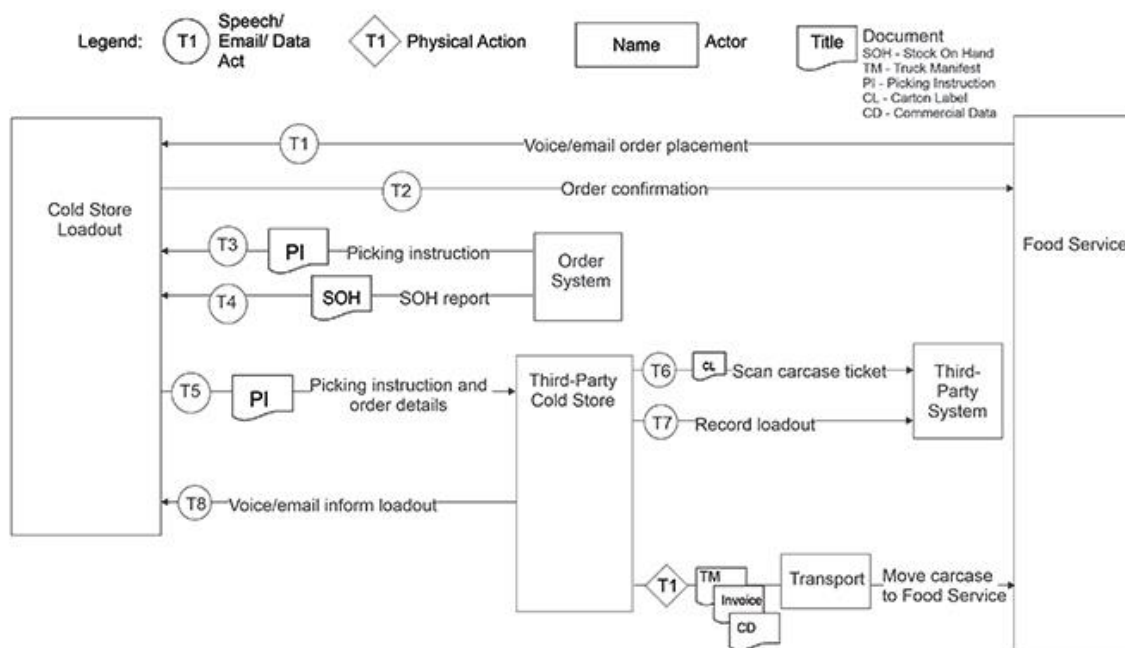 Legend:
T1
Speech/
Email/ Data
Act
T1
Physical Action
Name
Actor
Title
Document
SOH - Stock On Hand
TM - Truck Manifest
PI - Picking Instruction
CL - Carton Label
CD - Commercial Data
Cold Store
Loadout
Food Service
T1
Voice/email order placement
T2
Order confirmation
T3
PI
Picking instruction
Order
System
T4
SOH
SOH report
T5
PI
Picking instruction and
order details
Third-Party
Cold Store
T6
CL
Scan carcase ticket
Third-
Party
System
T7
Record loadout
T8
Voice/email inform loadout
T1
TM
Invoice
CD
Transport
Move carcase
to Food Service